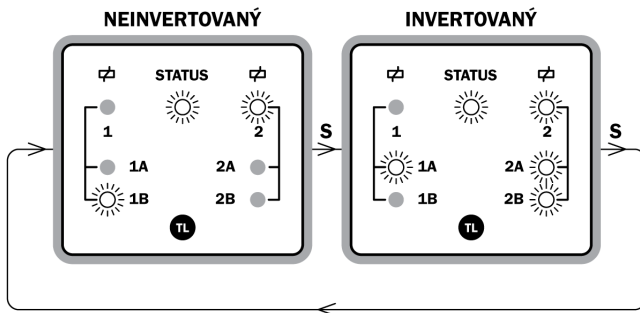 NEINVERTOVANÝ
STATUS
1
2
1A
2A
1B
2B
TL
S
INVERTOVANÝ
STATUS
1
2
1A
2A
1B
2B
TL
S